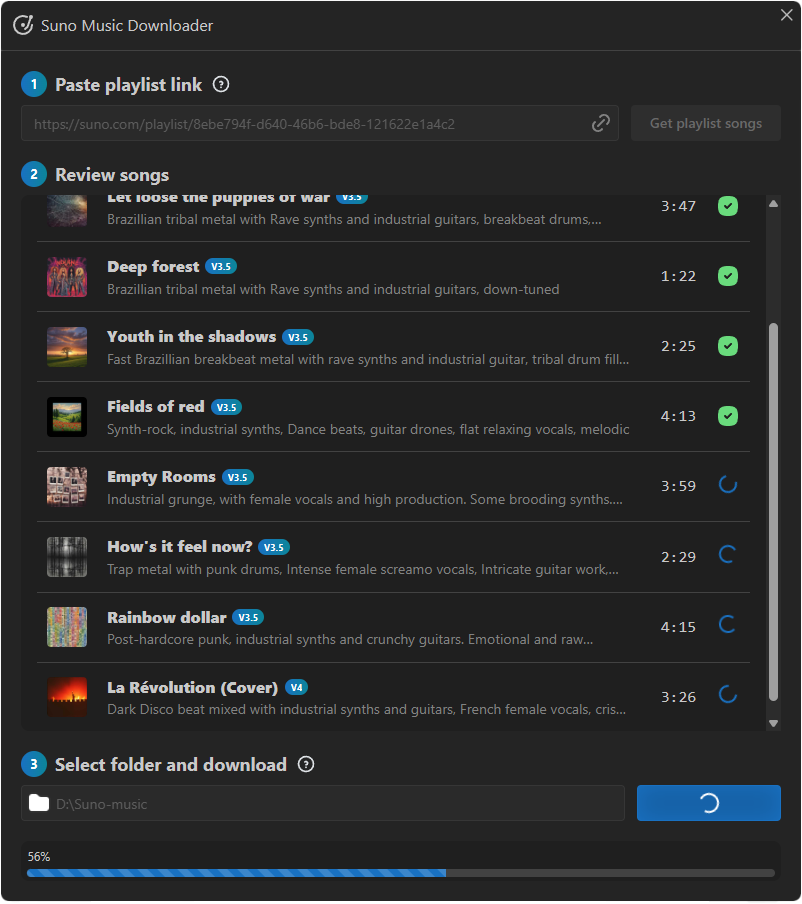 Suno Music Downloader
1 Paste playlist link ?
https://suno.com/playlist/8ebe794f-d640-46b6-bde8-121622e1a4c2
Get playlist songs
2 Review songs
Let loose the puppies of war V3.5
Brazillian tribal metal with Rave synths and industrial guitars, breakbeat drums,...
3:47
Deep forest V3.5
Brazillian tribal metal with Rave synths and industrial guitars, down-tuned
1:22
Youth in the shadows V3.5
Fast Brazillian breakbeat metal with rave synths and industrial guitar, tribal drum fill...
2:25
Fields of red V3.5
Synth-rock, industrial synths, Dance beats, guitar drones, flat relaxing vocals, melodic
4:13
Empty Rooms V3.5
Industrial grunge, with female vocals and high production. Some brooding synths....
3:59
How's it feel now? V3.5
Trap metal with punk drums, Intense female screamo vocals, Intricate guitar work,...
2:29
Rainbow dollar V3.5
Post-hardcore punk, industrial synths and crunchy guitars. Emotional and raw...
4:15
La Révolution (Cover) V4
Dark Disco beat mixed with industrial synths and guitars, French female vocals, cris...
3:26
3 Select folder and download ?
D:\Suno-music
56%